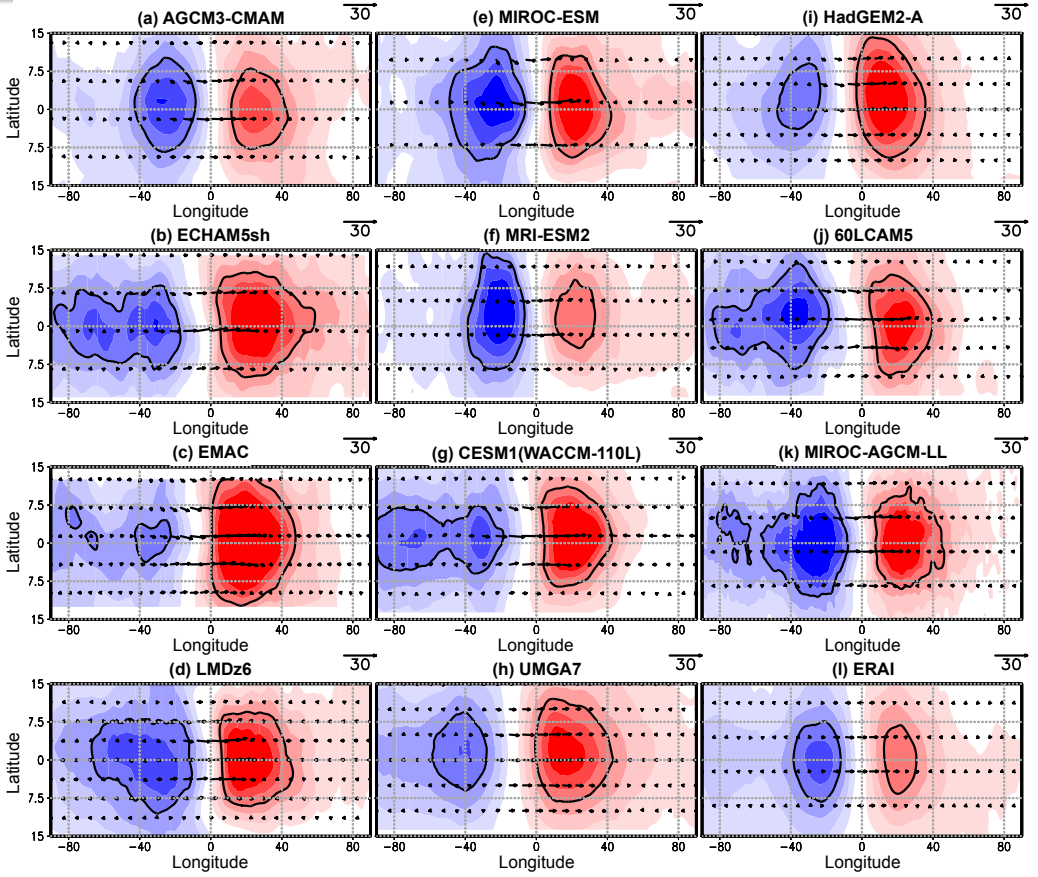 30 30 30
(a) AGCM3-CMAM (e) MIROC-ESM (i) HadGEM2-A
15
7.5
Latitude
0
7.5
15
-80 -40 0 40 80 -80 -40 0 40 80 -80 -40 0 40 80
Longitude Longitude Longitude
30 30 30
(b) ECHAM5sh (f) MRI-ESM2 (j) 60LCAM5
15
7.5
Latitude
0
7.5
15
-80 -40 0 40 80 -80 -40 0 40 80 -80 -40 0 40 80
Longitude Longitude Longitude
30 30 30
(c) EMAC (g) CESM1(WACCM-110L) (k) MIROC-AGCM-LL
15
7.5
Latitude
0
7.5
15
-80 -40 0 40 80 -80 -40 0 40 80 -80 -40 0 40 80
Longitude Longitude Longitude
30 30 30
(d) LMDz6 (h) UMGA7 (l) ERAI
15
7.5
Latitude
0
7.5
15
-80 -40 0 40 80 -80 -40 0 40 80 -80 -40 0 40 80
Longitude Longitude Longitude